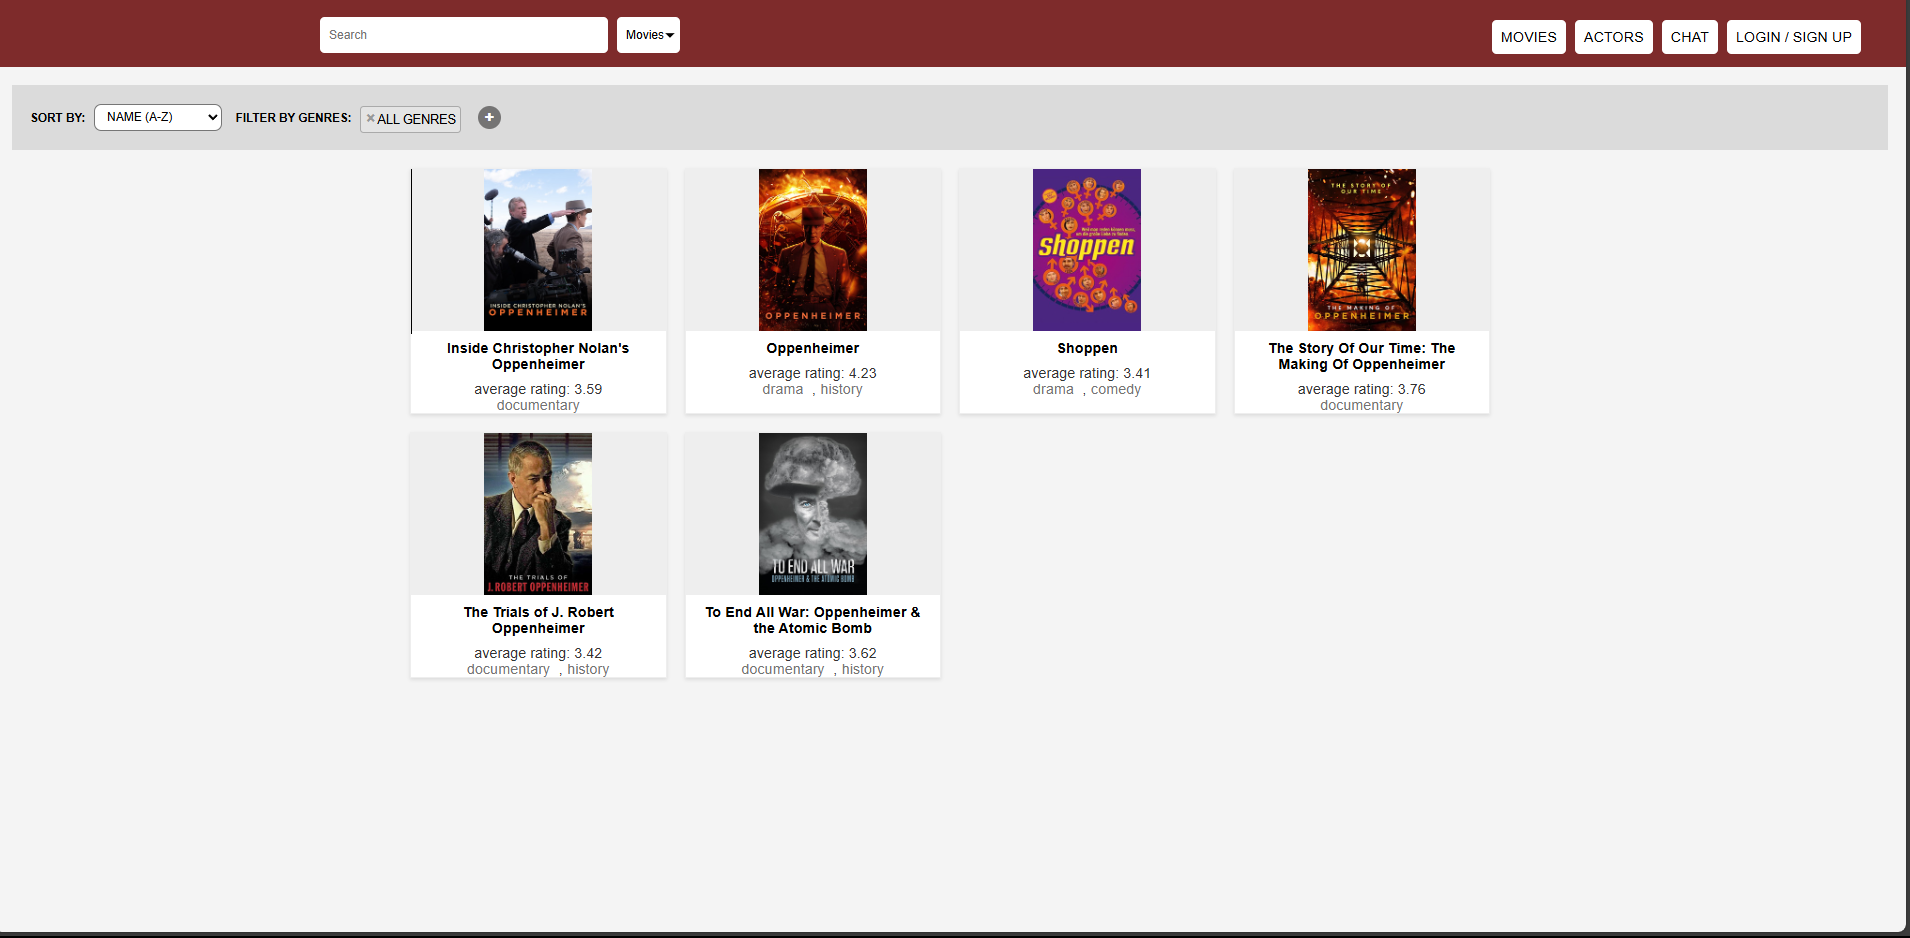 Search
Movies
MOVIES
ACTORS
CHAT
LOGIN / SIGN UP
SORT BY:
NAME (A-Z)
FILTER BY GENRES:
×ALL GENRES
+
INSIDE CHRISTOPHER NOLAN'S
OPPENHEIMER
Inside Christopher Nolan's
Oppenheimer
average rating: 3.59
documentary
OPPENHEIMER
Oppenheimer
average rating: 4.23
drama , history
shoppen
Shoppen
average rating: 3.41
drama , comedy
THE STORY OF
OUR TIME:
THE MAKING OF
OPPENHEIMER
The Story Of Our Time: The
Making Of Oppenheimer
average rating: 3.76
documentary
THE TRIALS OF
J. ROBERT OPPENHEIMER
The Trials of J. Robert
Oppenheimer
average rating: 3.42
documentary , history
TO END ALL WAR
OPPENHEIMER & THE ATOMIC BOMB
To End All War: Oppenheimer &
the Atomic Bomb
average rating: 3.62
documentary , history